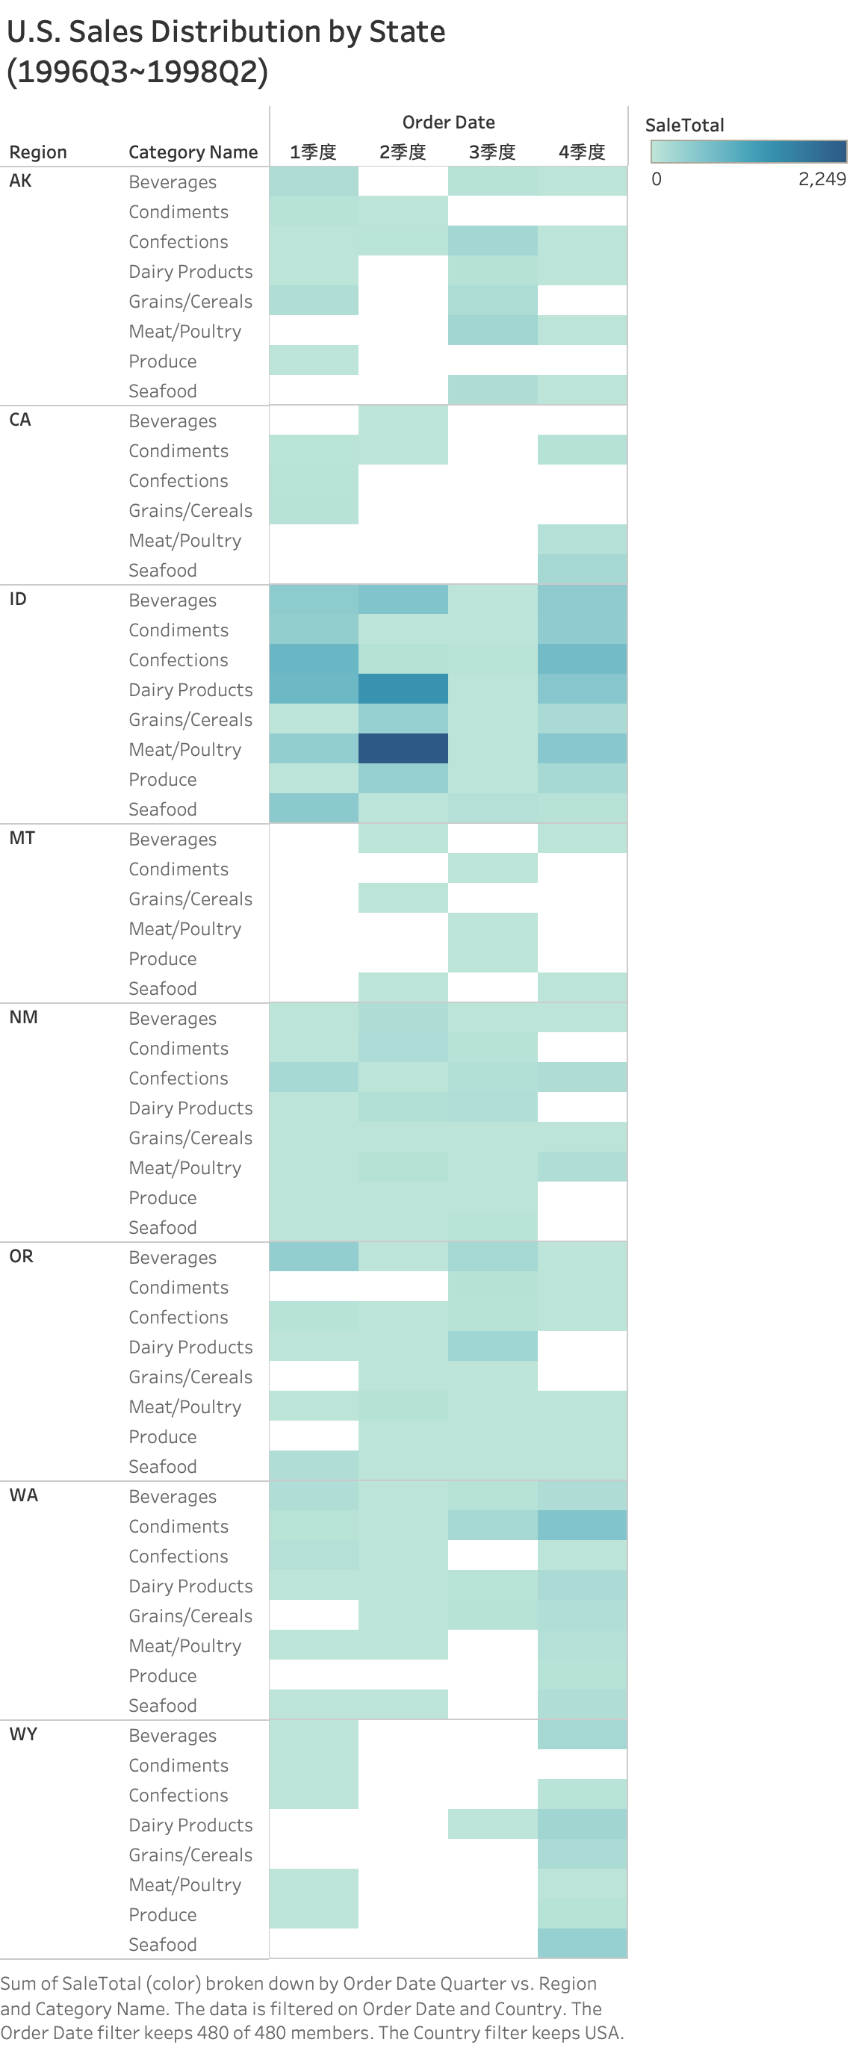 U.S. Sales Distribution by State
(1996Q3~1998Q2)
Order Date
Region Category Name 1季度 2季度 3季度 4季度
SaleTotal
0 2,249
AK Beverages
Condiments
Confections
Dairy Products
Grains/Cereals
Meat/Poultry
Produce
Seafood
CA Beverages
Condiments
Confections
Grains/Cereals
Meat/Poultry
Seafood
ID Beverages
Condiments
Confections
Dairy Products
Grains/Cereals
Meat/Poultry
Produce
Seafood
MT Beverages
Condiments
Grains/Cereals
Meat/Poultry
Produce
Seafood
NM Beverages
Condiments
Confections
Dairy Products
Grains/Cereals
Meat/Poultry
Produce
Seafood
OR Beverages
Condiments
Confections
Dairy Products
Grains/Cereals
Meat/Poultry
Produce
Seafood
WA Beverages
Condiments
Confections
Dairy Products
Grains/Cereals
Meat/Poultry
Produce
Seafood
WY Beverages
Condiments
Confections
Dairy Products
Grains/Cereals
Meat/Poultry
Produce
Seafood
Sum of SaleTotal (color) broken down by Order Date Quarter vs. Region
and Category Name. The data is filtered on Order Date and Country. The
Order Date filter keeps 480 of 480 members. The Country filter keeps USA.